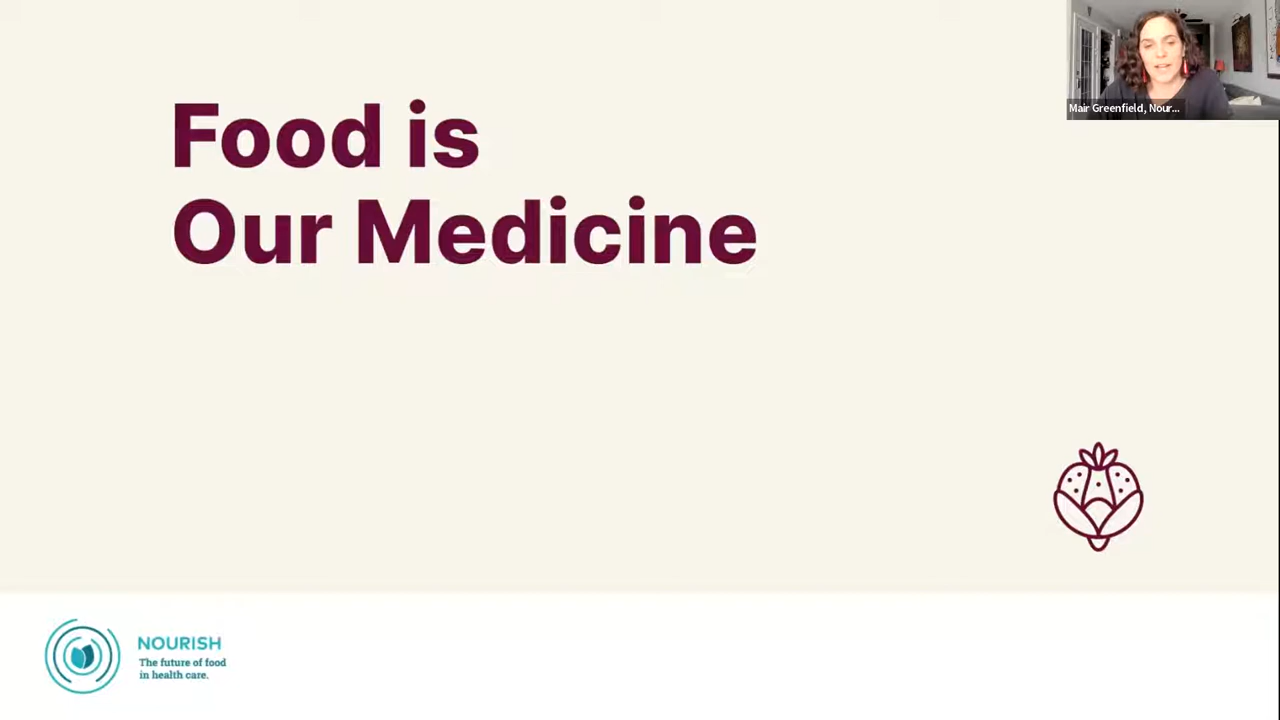 Food is
Our Medicine
Mair Greenfield, Nour...
NOURISH
The future of food
in health care.